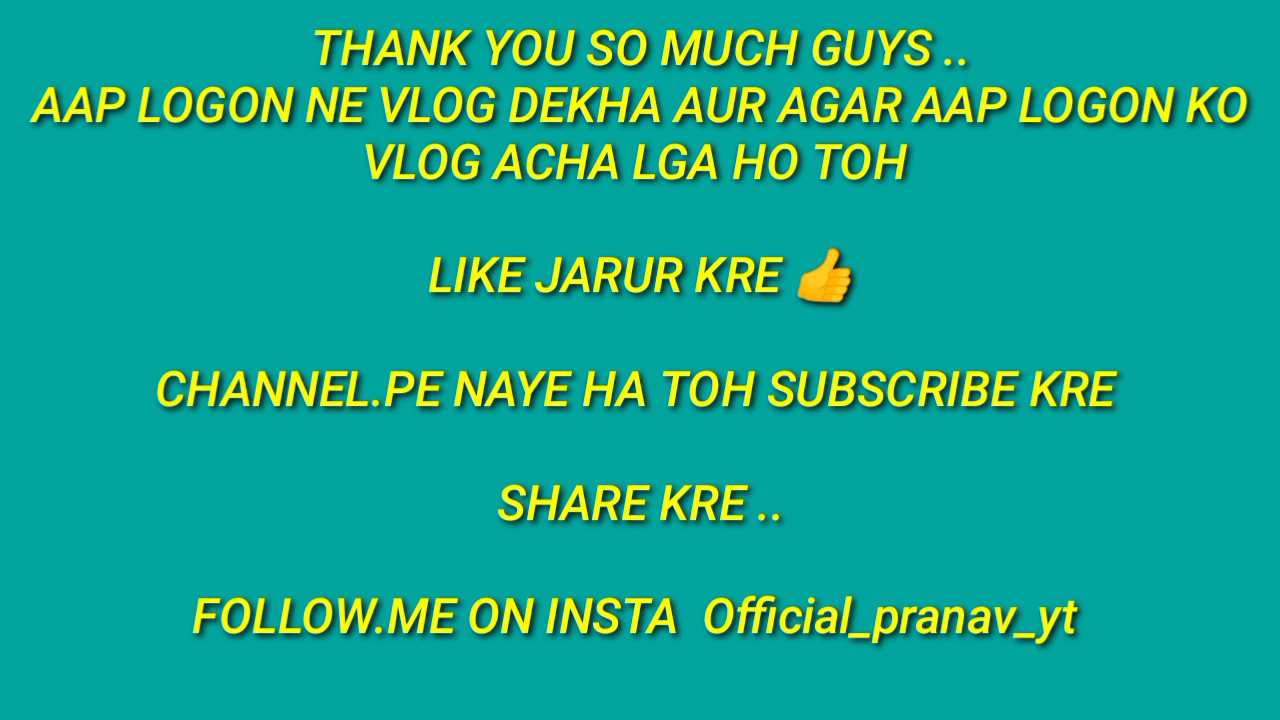 THANK YOU SO MUCH GUYS ..
AAP LOGON NE VLOG DEKHA AUR AGAR AAP LOGON KO
VLOG ACHA LGA HO TOH
LIKE JARUR KRE 👍
CHANNEL.PE NAYE HA TOH SUBSCRIBE KRE
SHARE KRE ..
FOLLOW.ME ON INSTA  Official_pranav_yt